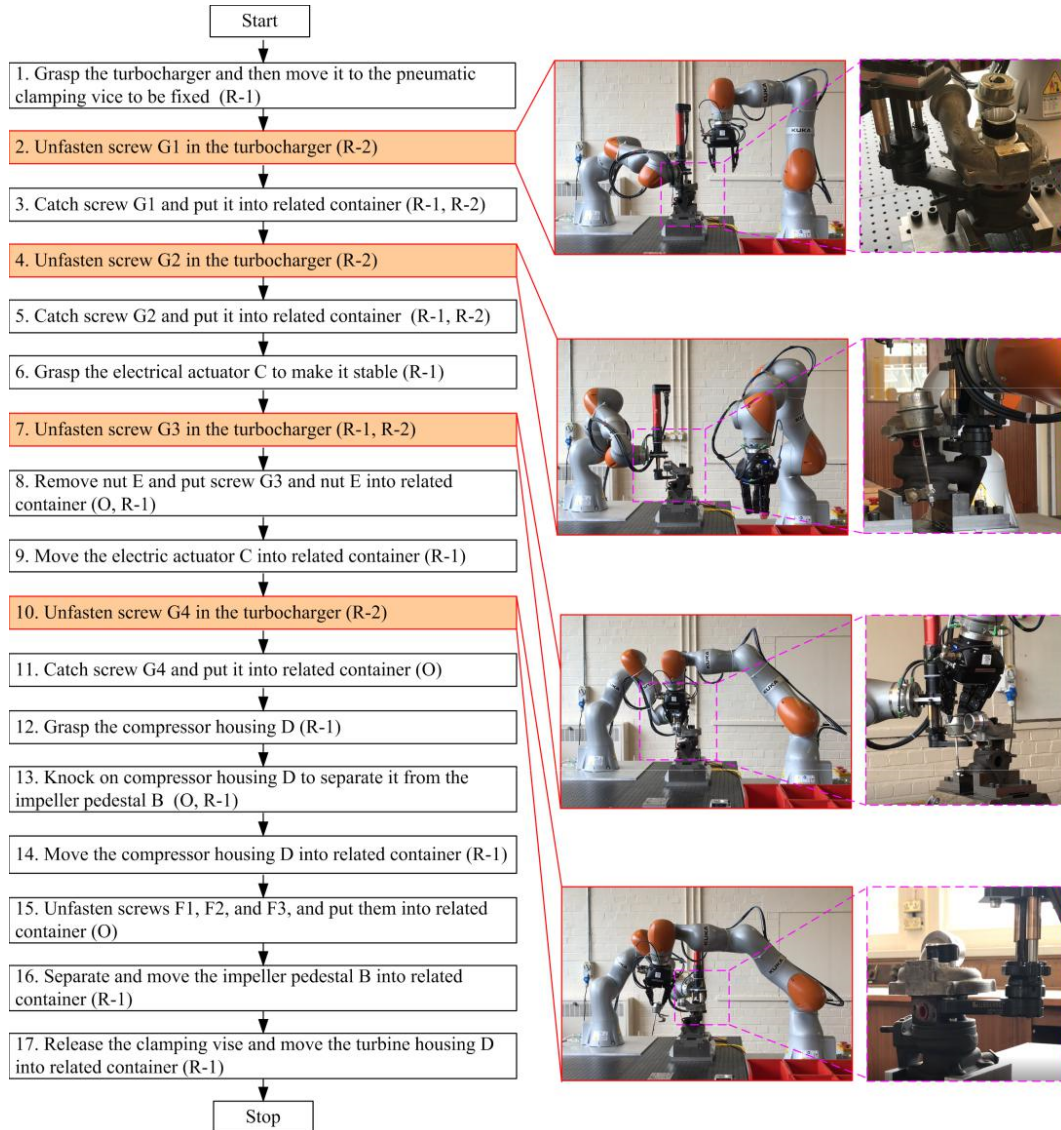 Start
1. Grasp the turbocharger and then move it to the pneumatic
clamping vice to be fixed (R-1)
2. Unfasten screw G1 in the turbocharger (R-2)
3. Catch screw G1 and put it into related container (R-1, R-2)
4. Unfasten screw G2 in the turbocharger (R-2)
5. Catch screw G2 and put it into related container (R-1, R-2)
6. Grasp the electrical actuator C to make it stable (R-1)
7. Unfasten screw G3 in the turbocharger (R-1, R-2)
8. Remove nut E and put screw G3 and nut E into related
container (O, R-1)
9. Move the electric actuator C into related container (R-1)
10. Unfasten screw G4 in the turbocharger (R-2)
11. Catch screw G4 and put it into related container (O)
12. Grasp the compressor housing D (R-1)
13. Knock on compressor housing D to separate it from the
impeller pedestal B (O, R-1)
14. Move the compressor housing D into related container (R-1)
15. Unfasten screws F1, F2, and F3, and put them into related
container (O)
16. Separate and move the impeller pedestal B into related
container (R-1)
17. Release the clamping vise and move the turbine housing D
into related container (R-1)
Stop
KUKA
KUKA
KUKA
KUKA
KUKA
KUKA